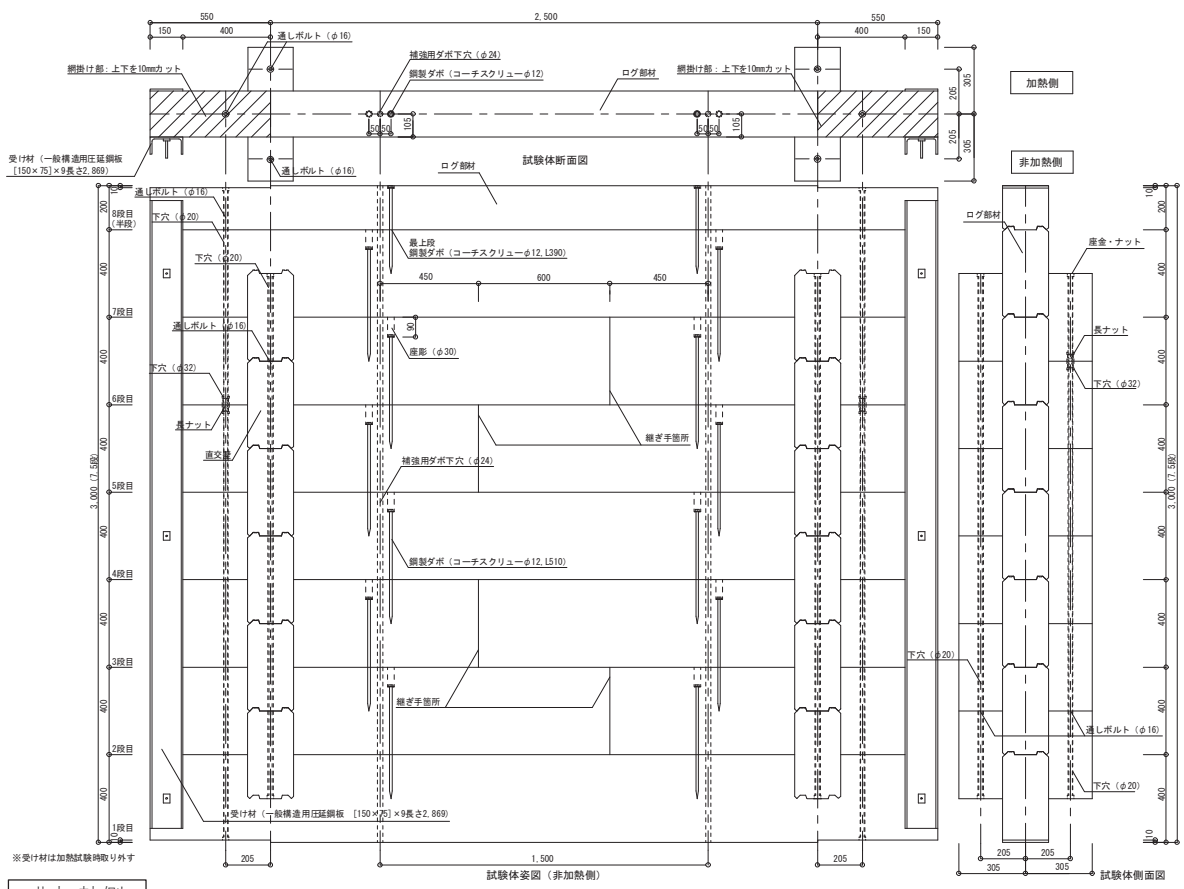 550
2,500
550
150
400
400
150
通しボルト（φ16）
補強用ダボ下穴（φ24）
鋼製ダボ（コーチスクリューφ12）
網掛け部：上下を10mmカット
ログ部材
網掛け部：上下を10mmカット
205
305
加熱側
50 50
105
50 50
105
205
305
非加熱側
受け材（一般構造用圧延鋼板
[150×75]×9長さ2,869）
試験体断面図
通しボルト（φ16）
ログ部材
10
200
通しボルト（φ16）
8段目
（半段）
下穴（φ20）
最上段
鋼製ダボ（コーチスクリューφ12,L390）
ログ部材
10
200
下穴（φ20）
座金・ナット
400
450
600
450
400
7段目
90
通しボルト（φ16）
座彫（φ30）
長ナット
400
下穴（φ32）
下穴（φ32）
400
6段目
長ナット
継ぎ手箇所
直交壁
補強用ダボ下穴（φ24）
400
400
3,000（7.5段）
3,000（7.5段）
5段目
400
鋼製ダボ（コーチスクリューφ12,L510）
400
4段目
400
400
3段目
下穴（φ20）
継ぎ手箇所
400
400
通しボルト（φ16）
2段目
400
下穴（φ20）
400
受け材（一般構造用圧延鋼板 [150×75]×9長さ2,869）
1段目
10
10
※受け材は加熱試験時取り外す
205
1,500
205
205
205
305
305
試験体姿図（非加熱側）
試験体側面図